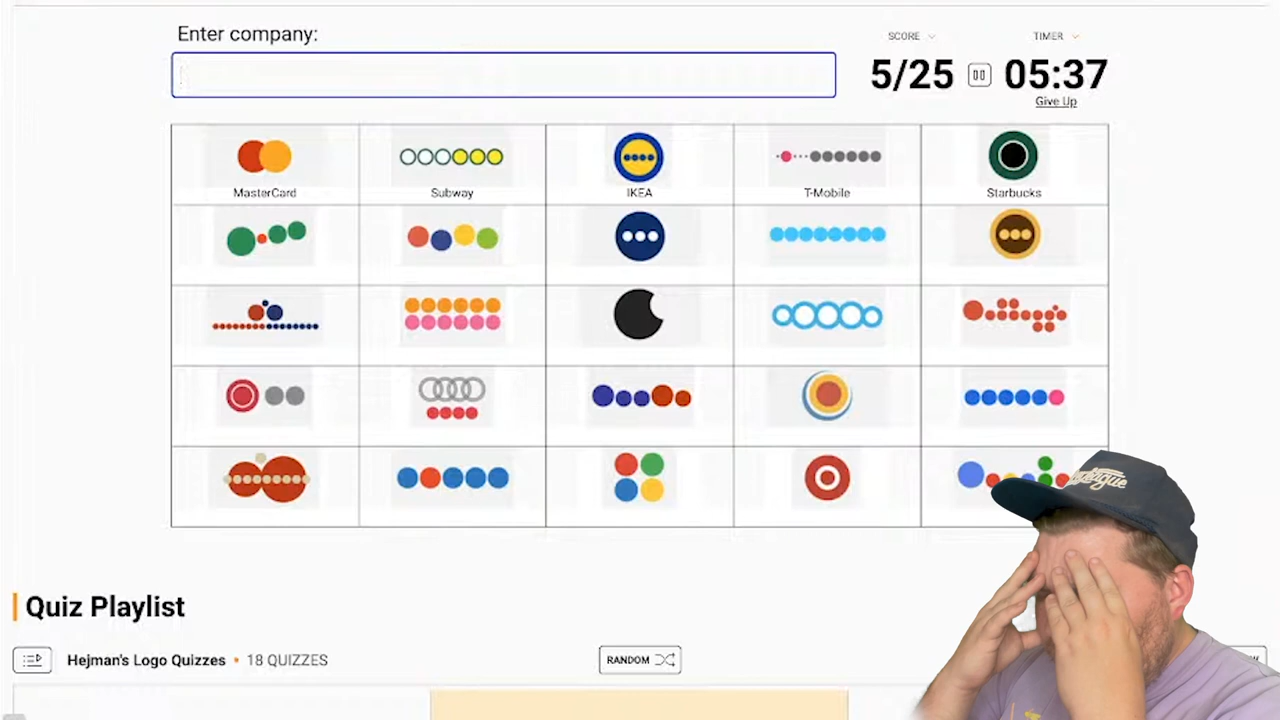 Enter company:
SCORE
TIMER
5/25
05:37
Give Up
MasterCard
Subway
IKEA
T-Mobile
Starbucks
Quiz Playlist
Hejman's Logo Quizzes • 18 QUIZZES
RANDOM